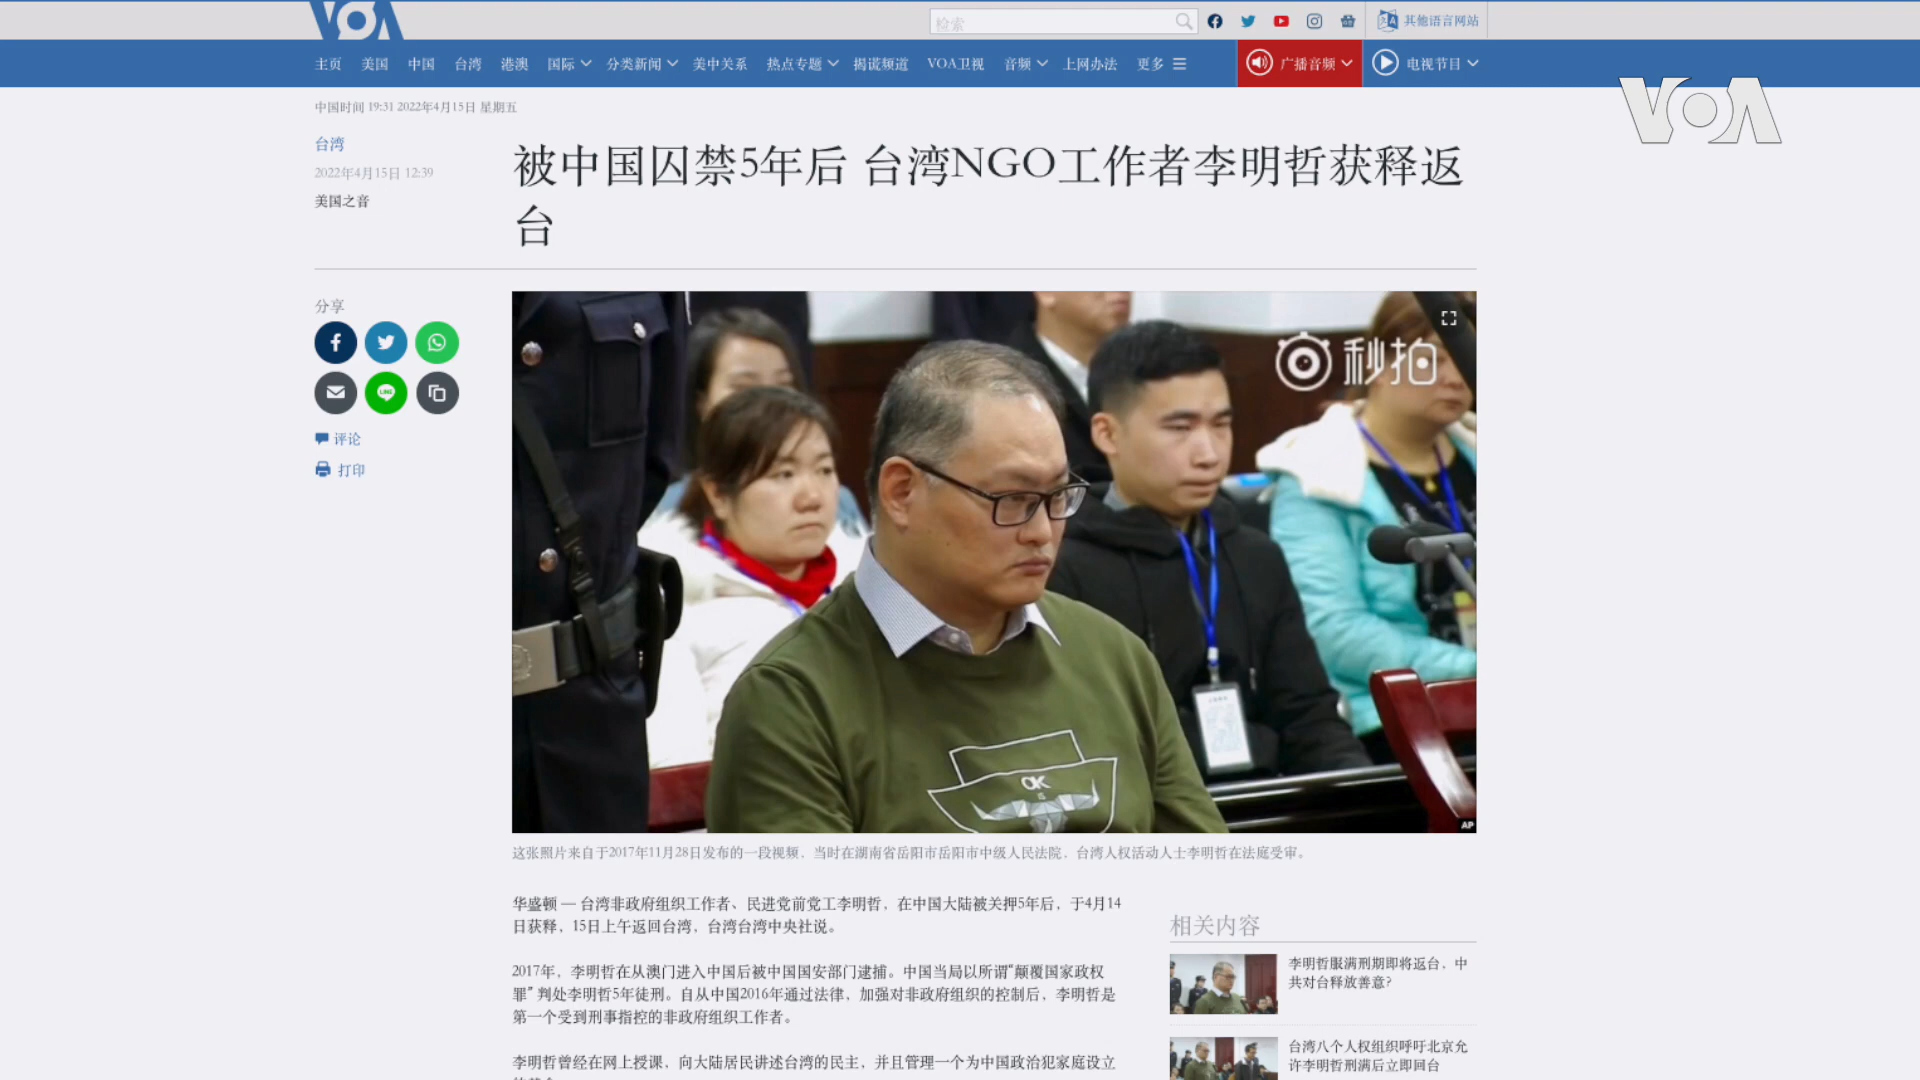 VOA
检索
其他语言网站
主页 美国 中国 台湾 港澳 国际 分类新闻 美中关系 热点专题 揭谎频道 VOA卫视 音频 上网办法 更多
广播音频 电视节目
VOA
中国时间 19:31 2022年4月15日 星期五
台湾
2022年4月15日 12:39
美国之音
被中国囚禁5年后 台湾NGO工作者李明哲获释返
台
分享
LINE
评论
打印
秒拍
OK
AP
这张照片来自于2017年11月28日发布的一段视频，当时在湖南省岳阳市岳阳市中级人民法院，台湾人权活动人士李明哲在法庭受审。
华盛顿 — 台湾非政府组织工作者、民进党前党工李明哲，在中国大陆被关押5年后，于4月14
日获释，15日上午返回台湾，台湾台湾中央社说。
2017年，李明哲在从澳门进入中国后被中国国安部门逮捕。中国当局以所谓“颠覆国家政权
罪” 判处李明哲5年徒刑。自从中国2016年通过法律，加强对非政府组织的控制后，李明哲是
第一个受到刑事指控的非政府组织工作者。
李明哲曾经在网上授课，向大陆居民讲述台湾的民主，并且管理一个为中国政治犯家庭设立
相关内容
李明哲服满刑期即将返台，中
共对台释放善意?
台湾八个人权组织呼吁北京允
许李明哲刑满后立即回台